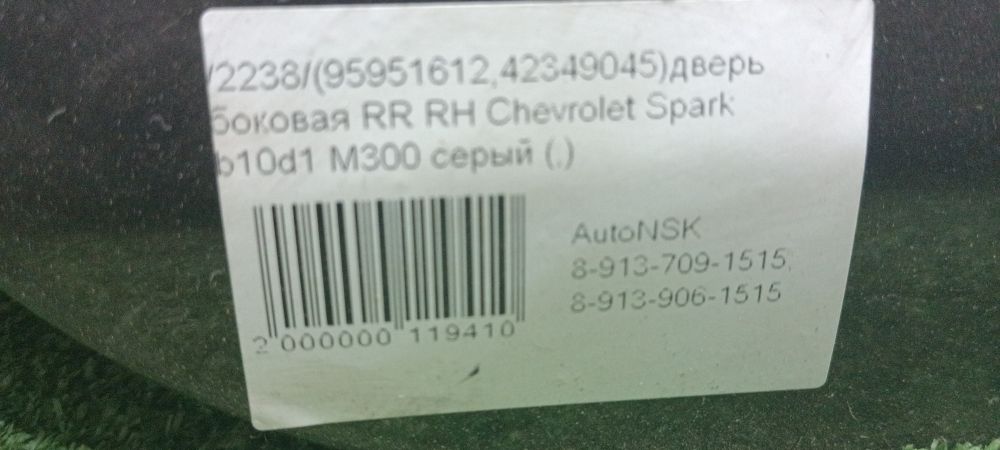 /2238/(95951612,42349045)дверь
боковая RR RH Chevrolet Spark
b10d1 M300 серый (.)
AutoNSK
8-913-709-1515,
8-913-906-1515
2 000000 119410